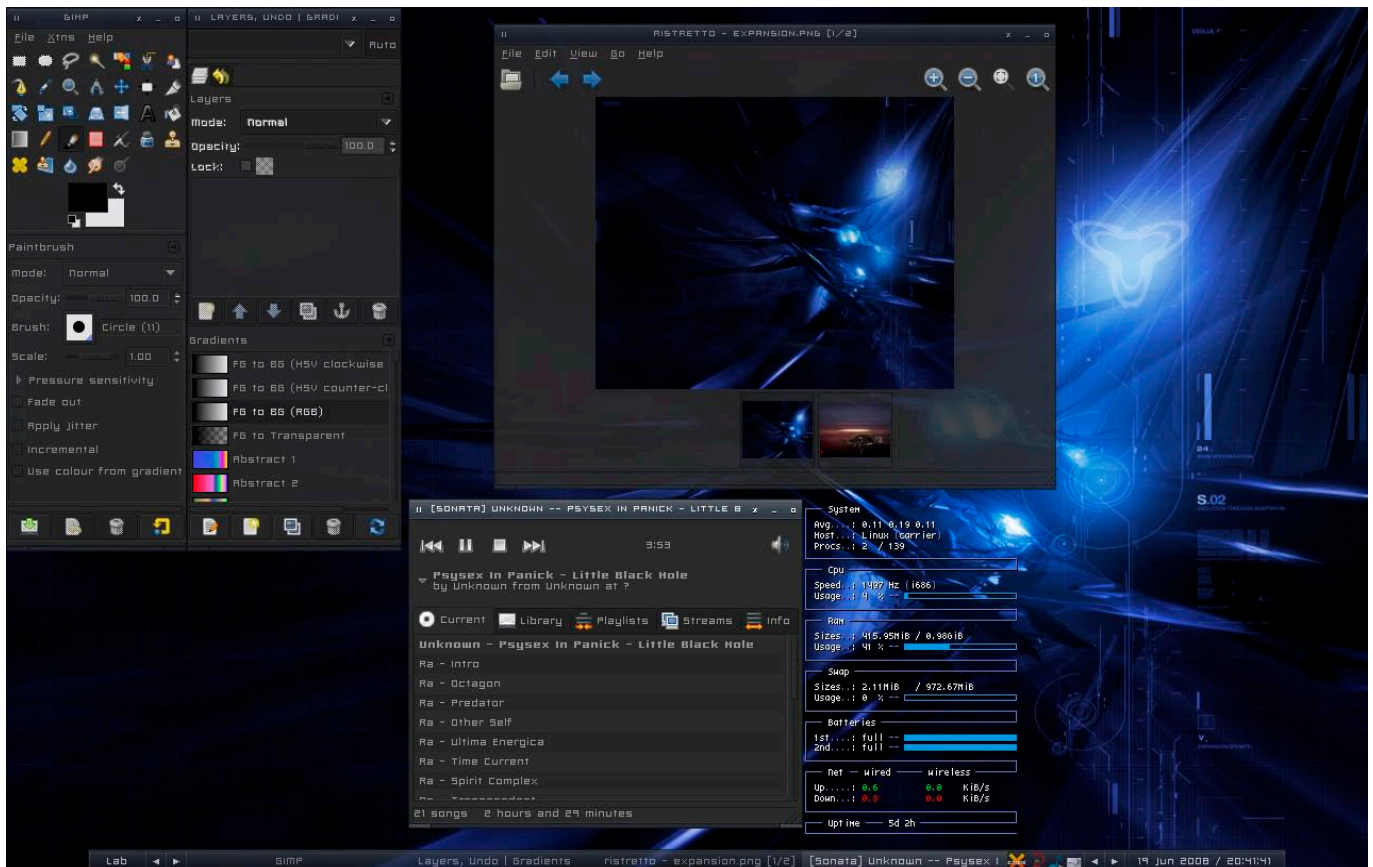 GIMP
File Xtns Help
Paintbrush
Mode: Normal
Opacity: 100.0
Brush: Circle (11)
Scale: 1.00
Pressure sensitivity
Fade out
Apply jitter
Incremental
Use colour from gradient
LAYERS, UNDO | GRADI
Auto
Layers
Mode: Normal
Opacity: 100.0
Lock:
Gradients
FG to BG (HSV clockwise
FG to BG (HSV counter-cl
FG to BG (RGB)
FG to Transparent
Abstract 1
Abstract 2
RISTRETTO - EXPANSION.PNG [1/2]
File Edit View Go Help
[SONATA] UNKNOWN -- PSYSEX IN PANICK - LITTLE B
3:53
Psysex In Panick - Little Black Hole
by Unknown from Unknown at ?
Current Library Playlists Streams Info
Unknown - Psysex In Panick - Little Black Hole
Ra - Intro
Ra - Octagon
Ra - Predator
Ra - Other Self
Ra - Ultima Energica
Ra - Time Current
Ra - Spirit Complex
21 songs 2 hours and 29 minutes
System
Avg...: 0.11 0.19 0.11
Host...: Linux (carrier)
Procs..: 2 / 139
Cpu
Speed..: 1497 Hz (i686)
Usage..: 4 % --
Ram
Sizes..: 415.95MiB / 0.98GiB
Usage..: 41 % --
Swap
Sizes..: 2.11MiB / 972.67MiB
Usage..: 0 % --
Batteries
1st....: full --
2nd....: full --
Net — wired — wireless
Up.....: 0.6 0.0 KiB/s
Down...: 0.8 0.0 KiB/s
Uptime — 5d 2h
24
S.02
Lab GIMP Layers, Undo | Gradients ristretto - expansion.png [1/2] [Sonata] Unknown -- Psysex I 19 Jun 2008 / 20:41:41